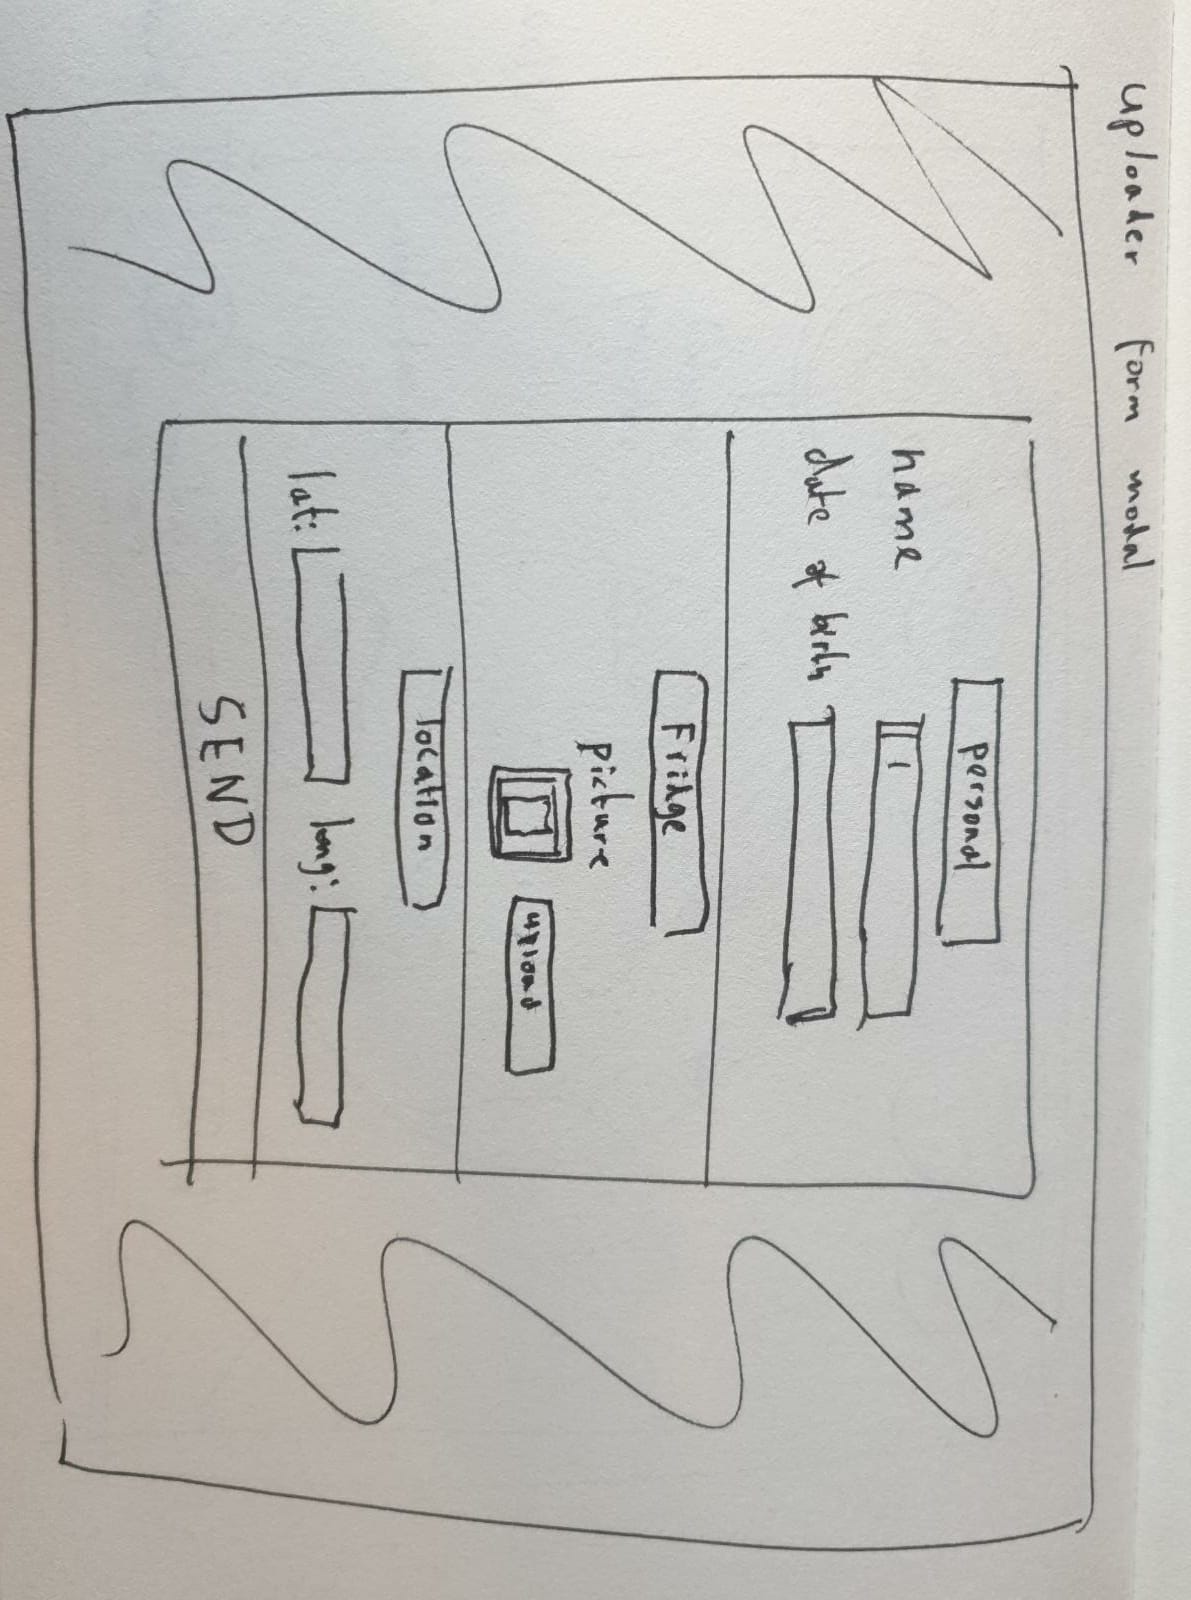 uploader form modal
personal
name
date of birth
Fridge
picture
upload
location
lat: long:
SEND